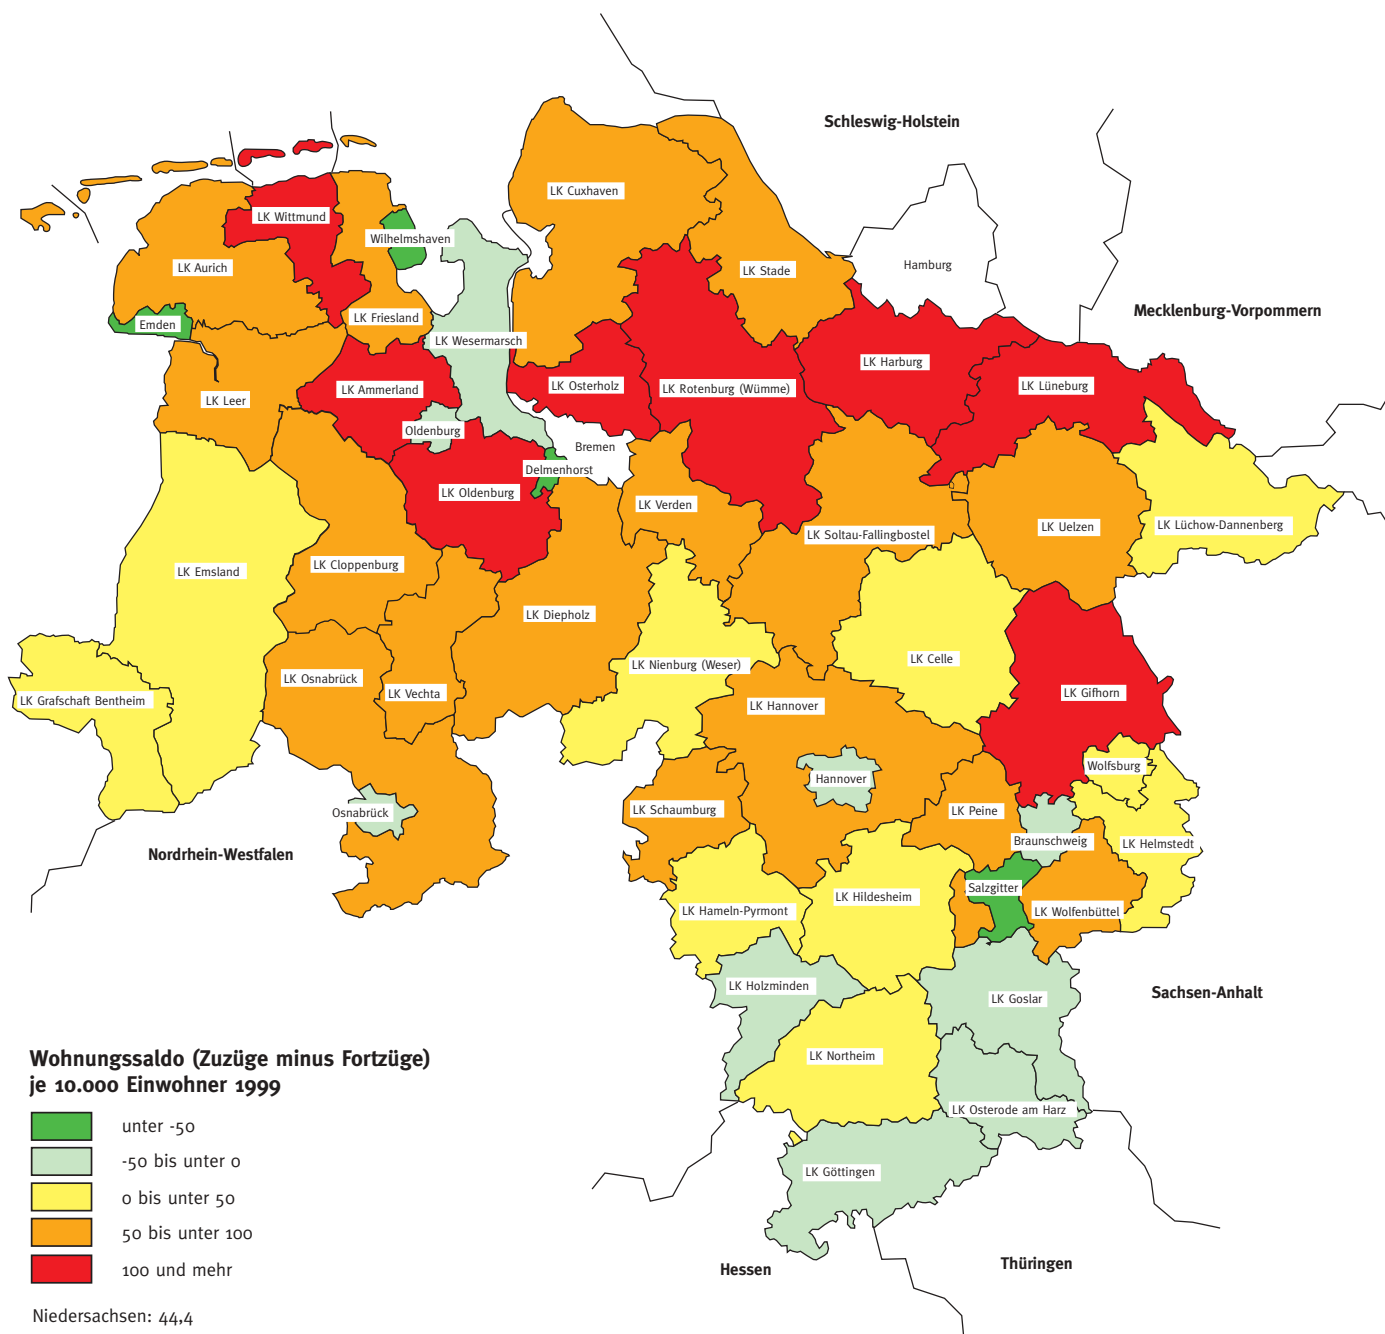 Schleswig-Holstein
LK Cuxhaven
LK Wittmund
Wilhelmshaven
Hamburg
LK Aurich
LK Stade
Mecklenburg-Vorpommern
LK Friesland
Emden
LK Wesermarsch
LK Harburg
LK Ammerland
LK Osterholz
LK Rotenburg (Wümme)
LK Lüneburg
LK Leer
Oldenburg
Bremen
Delmenhorst
LK Oldenburg
LK Verden
LK Uelzen
LK Lüchow-Dannenberg
LK Soltau-Fallingbostel
LK Emsland
LK Cloppenburg
LK Diepholz
LK Nienburg (Weser)
LK Celle
LK Osnabrück
LK Vechta
LK Gifhorn
LK Grafschaft Bentheim
LK Hannover
Wolfsburg
Hannover
LK Schaumburg
LK Peine
Osnabrück
Braunschweig
LK Helmstedt
Nordrhein-Westfalen
Salzgitter
LK Hildesheim
LK Hameln-Pyrmont
LK Wolfenbüttel
LK Holzminden
Sachsen-Anhalt
LK Goslar
LK Northeim
LK Osterode am Harz
LK Göttingen
Thüringen
Hessen
Wohnungssaldo (Zuzüge minus Fortzüge)
je 10.000 Einwohner 1999
unter -50
-50 bis unter 0
0 bis unter 50
50 bis unter 100
100 und mehr
Niedersachsen: 44,4